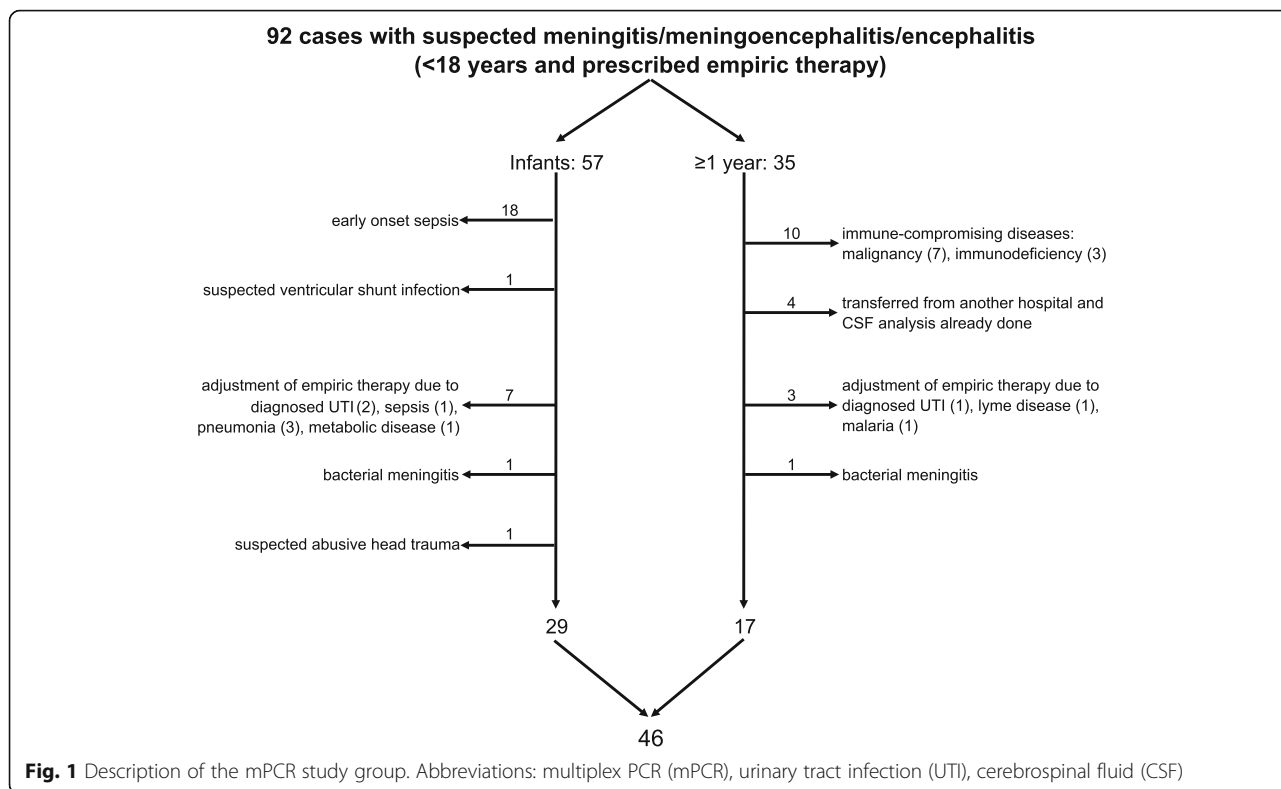 92 cases with suspected meningitis/meningoencephalitis/encephalitis
(<18 years and prescribed empiric therapy)
Infants: 57
≥1 year: 35
18
early onset sepsis
10
immune-compromising diseases:
malignancy (7), immunodeficiency (3)
1
suspected ventricular shunt infection
4
transferred from another hospital and
CSF analysis already done
7
adjustment of empiric therapy due to
diagnosed UTI (2), sepsis (1),
pneumonia (3), metabolic disease (1)
3
adjustment of empiric therapy due to
diagnosed UTI (1), lyme disease (1),
malaria (1)
1
bacterial meningitis
1
bacterial meningitis
1
suspected abusive head trauma
29
17
46
Fig. 1 Description of the mPCR study group. Abbreviations: multiplex PCR (mPCR), urinary tract infection (UTI), cerebrospinal fluid (CSF)